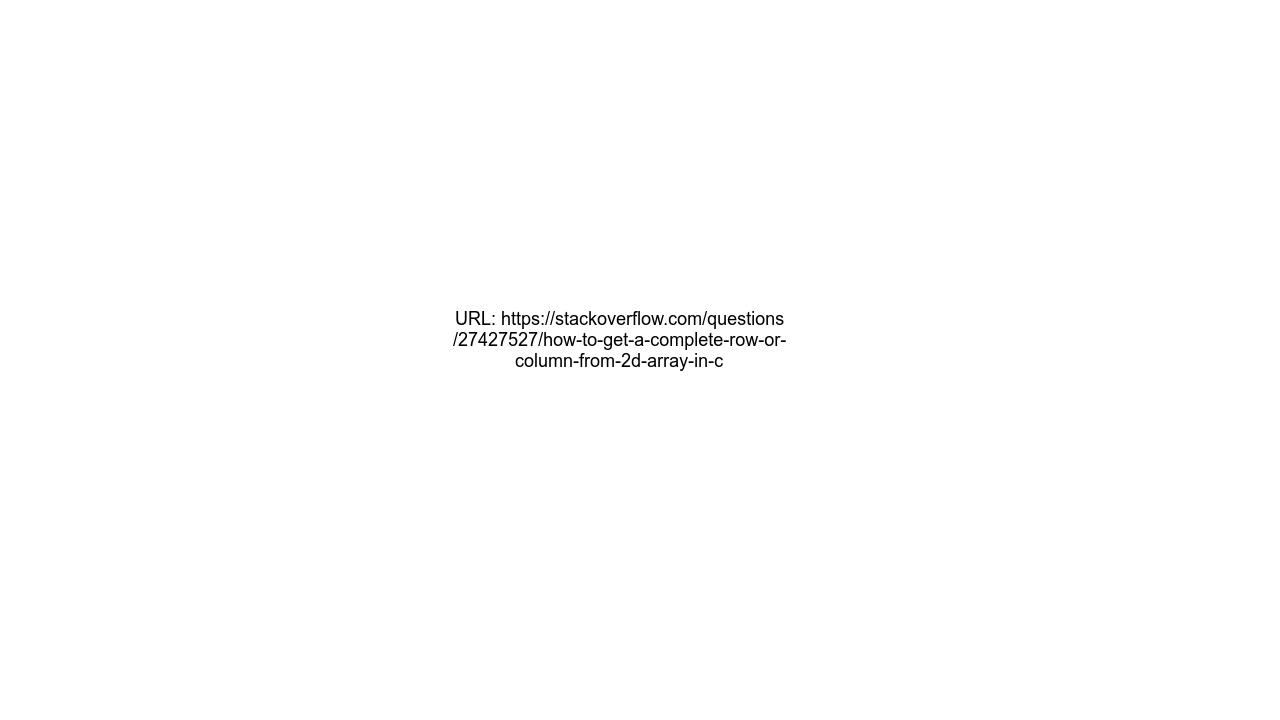 URL: https://stackoverflow.com/questions
/27427527/how-to-get-a-complete-row-or-
column-from-2d-array-in-c